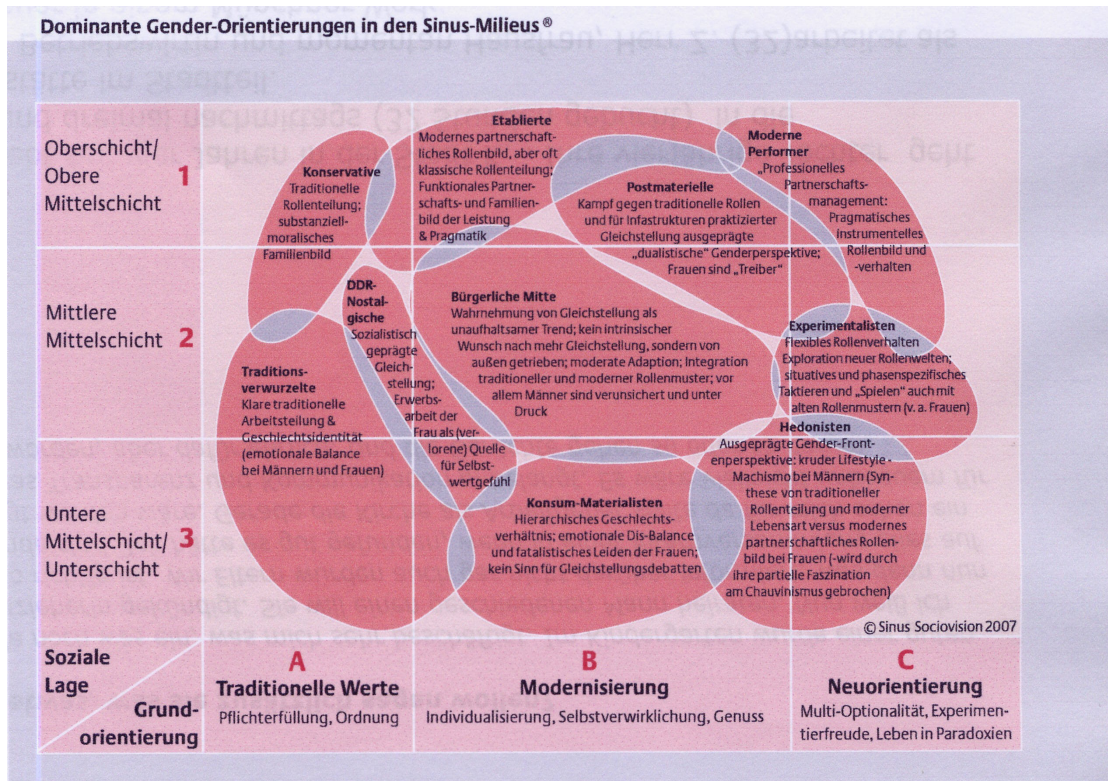 Dominante Gender-Orientierungen in den Sinus-Milieus®
Oberschicht/
Obere
Mittelschicht
1
Konservative
Traditionelle
Rollenteilung;
substanziell-
moralisches
Familienbild
Etablierte
Modernes partnerschaft-
liches Rollenbild, aber oft
klassische Rollenteilung;
Funktionales Partner-
schafts- und Familien-
bild der Leistung
& Pragmatik
Postmaterielle
Kampf gegen traditionelle Rollen
und für Infastrukturen praktizierter
Gleichstellung ausgeprägte
„dualistische“ Genderperspektive;
Frauen sind „Treiber“
Moderne
Performer
„Professionelles
Partnerschafts-
management:
Pragmatisches
instrumentelles
Rollenbild und
-verhalten
Mittlere
Mittelschicht 2
Traditions-
verwurzelte
Klare traditionelle
Arbeitsteilung &
Geschlechtsidentität
(emotionale Balance
bei Männern und Frauen)
DDR-
Nostal-
gische
Sozialistisch
geprägte
Gleich-
stellung;
Erwerbs-
arbeit der
Frau als (ver-
lorene) Quelle
für Selbst-
wertgefühl
Bürgerliche Mitte
Wahrnehmung von Gleichstellung als
unaufhaltsamer Trend; kein intrinsischer
Wunsch nach mehr Gleichstellung, sondern von
außen getrieben; moderate Adaption; Integration
traditioneller und moderner Rollenmuster; vor
allem Männer sind verunsichert und unter
Druck
Experimentalisten
Flexibles Rollenverhalten
Exploration neuer Rollenwelten;
situatives und phasenspezifisches
Taktieren und „Spielen“ auch mit
alten Rollenmustern (v. a. Frauen)
Untere
Mittelschicht/
Unterschicht
3
Konsum-Materialisten
Hierarchisches Geschlechts-
verhältnis; emotionale Dis-Balance
und fatalistisches Leiden der Frauen;
kein Sinn für Gleichstellungsdebatten
Hedonisten
Ausgeprägte Gender-Front-
enperspektive: kruder Lifestyle -
Machismo bei Männern (Syn-
these von traditioneller
Rollenteilung und moderner
Lebensart versus modernes
partnerschaftliches Rollen-
bild bei Frauen (-wird durch
ihre partielle Faszination
am Chauvinismus gebrochen)
© Sinus Sociovision 2007
Soziale
Lage
Grund-
orientierung
A
Traditionelle Werte
Pflichterfüllung, Ordnung
B
Modernisierung
Individualisierung, Selbstverwirklichung, Genuss
C
Neuorientierung
Multi-Optionalität, Experimen-
tierfreude, Leben in Paradoxien